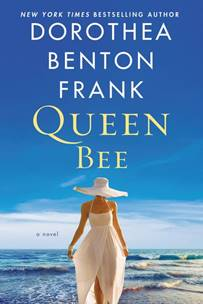 NEW YORK TIMES BESTSELLING AUTHOR
DOROTHEA
BENTON
FRANK
QUEEN
BEE
a novel